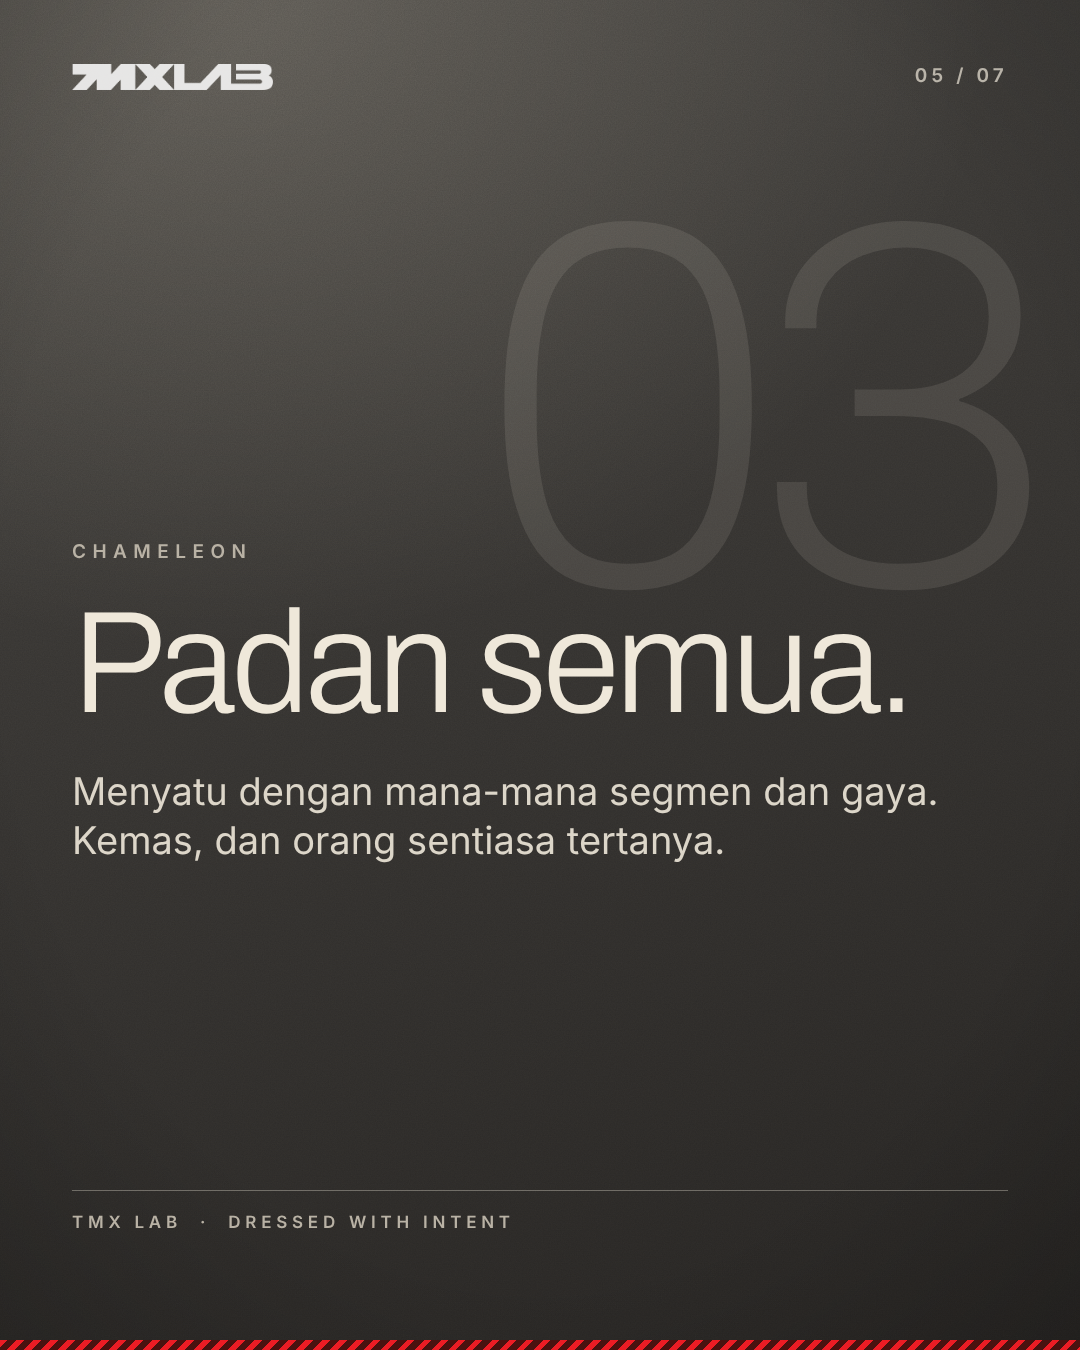 TMXLAB
05 / 07
03
CHAMELEON
Padan semua.
Menyatu dengan mana-mana segmen dan gaya.
Kemas, dan orang sentiasa tertanya.
TMX LAB · DRESSED WITH INTENT